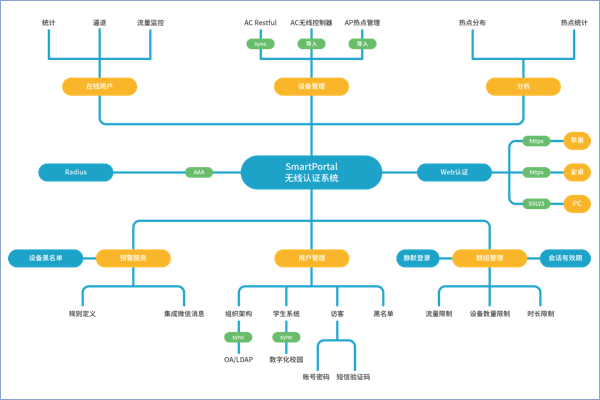 统计
逼退
流量监控
AC Restful
AC无线控制器
AP热点管理
热点分布
热点统计
sync
导入
导入
在线用户
设备管理
分析
https
苹果
SmartPortal
无线认证系统
Radius
AAA
Web认证
https
安卓
SSLV3
PC
设备黑名单
预警服务
用户管理
静默登录
群组管理
会话有效期
规则定义
集成微信消息
组织架构
学生系统
访客
黑名单
流量限制
设备数量限制
时长限制
sync
sync
OA/LDAP
数字化校园
账号密码
短信验证码